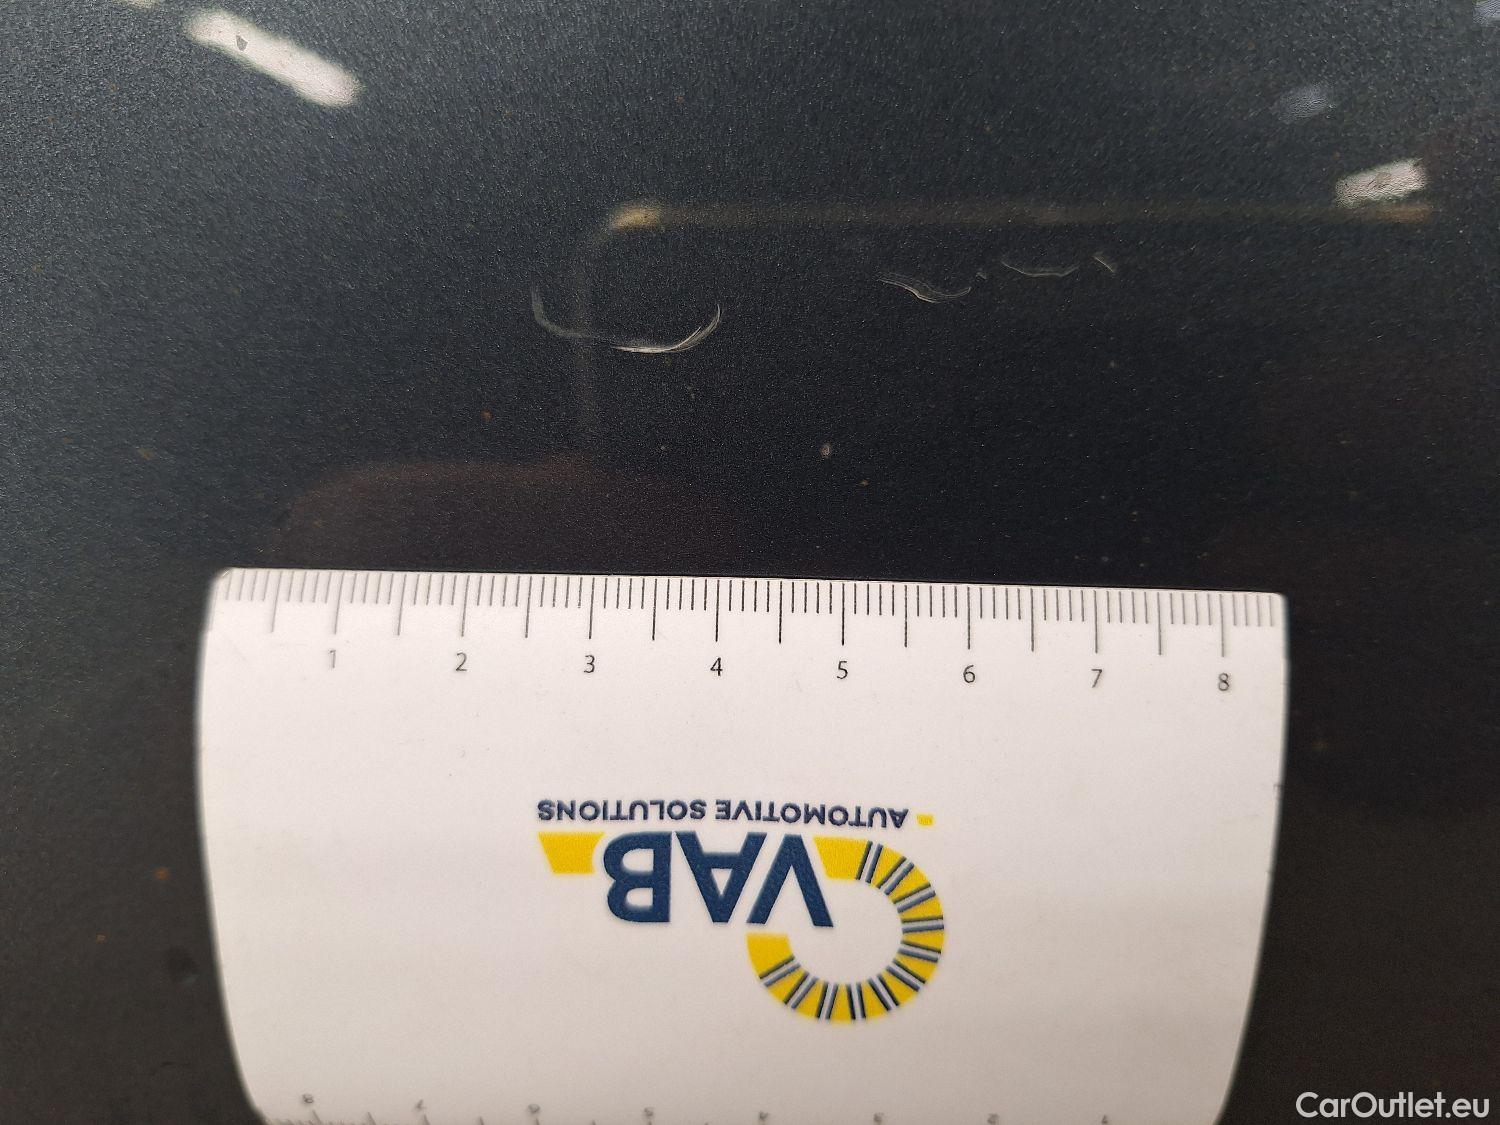 1 2 3 4 5 6 7 8
AUTOMOTIVE SOLUTIONS
VAB
CarOutlet.eu